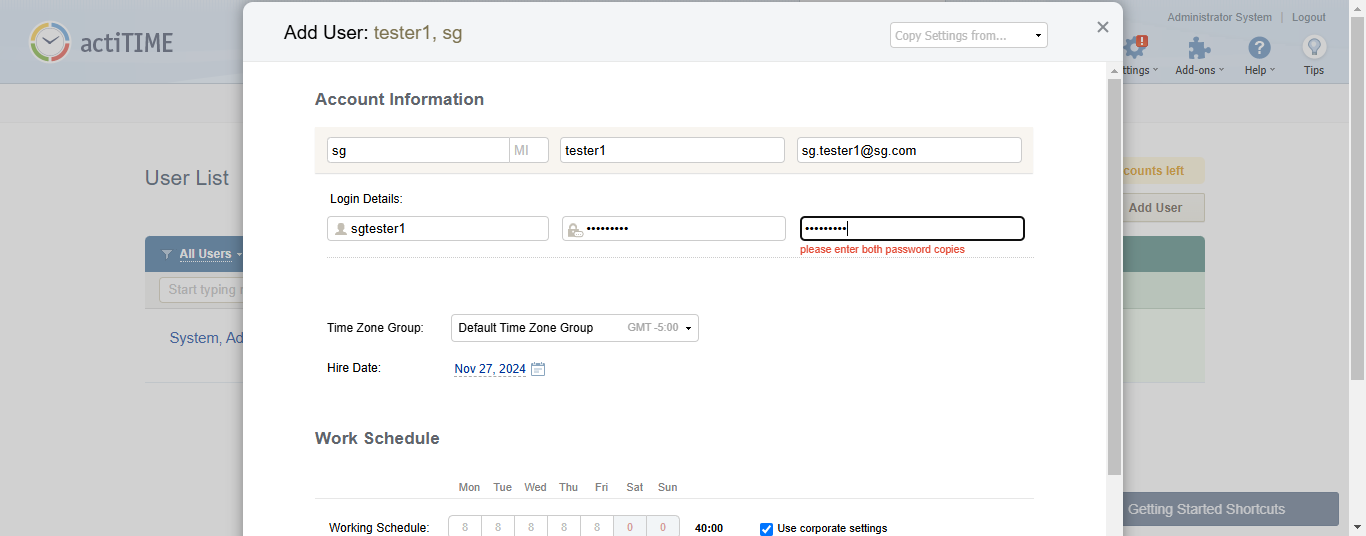 Add User: tester1, sg
Copy Settings from...
Administrator System | Logout
actiTIME
ttings
Add-ons
Help
Tips
Account Information
sg
MI
tester1
sg.tester1@sg.com
User List
counts left
Login Details:
Add User
sgtester1
•••••••••
•••••••••
please enter both password copies
All Users
Start typing
System, Ad
Time Zone Group:
Default Time Zone Group
GMT -5:00
Hire Date:
Nov 27, 2024
Work Schedule
Mon Tue Wed Thu Fri Sat Sun
Working Schedule:
8 8 8 8 8 0 0
40:00
Use corporate settings
Getting Started Shortcuts